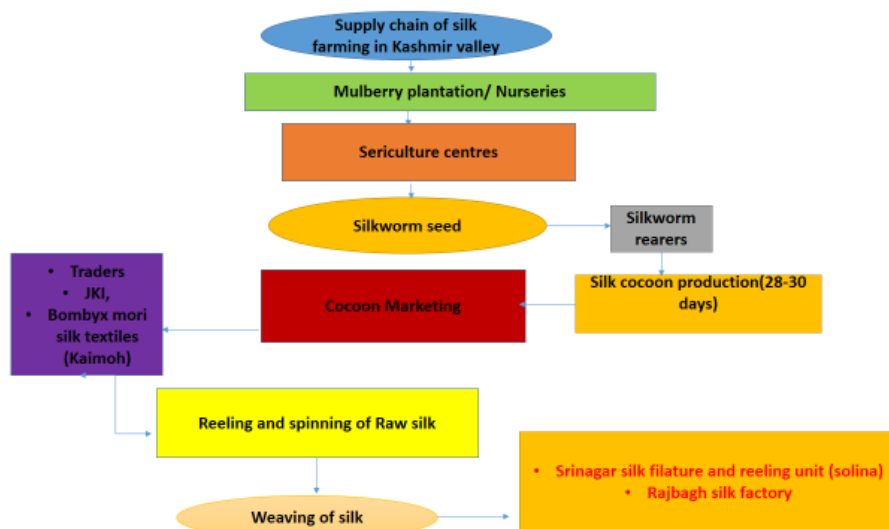 Supply chain of silk
farming in Kashmir valley
Mulberry plantation/ Nurseries
Sericulture centres
Silkworm seed
Silkworm
rearers
Silk cocoon production(28-30
days)
Cocoon Marketing
• Traders
• JKI,
• Bombyx mori
silk textiles
(Kaimoh)
Reeling and spinning of Raw silk
Weaving of silk
• Srinagar silk filature and reeling unit (solina)
• Rajbagh silk factory